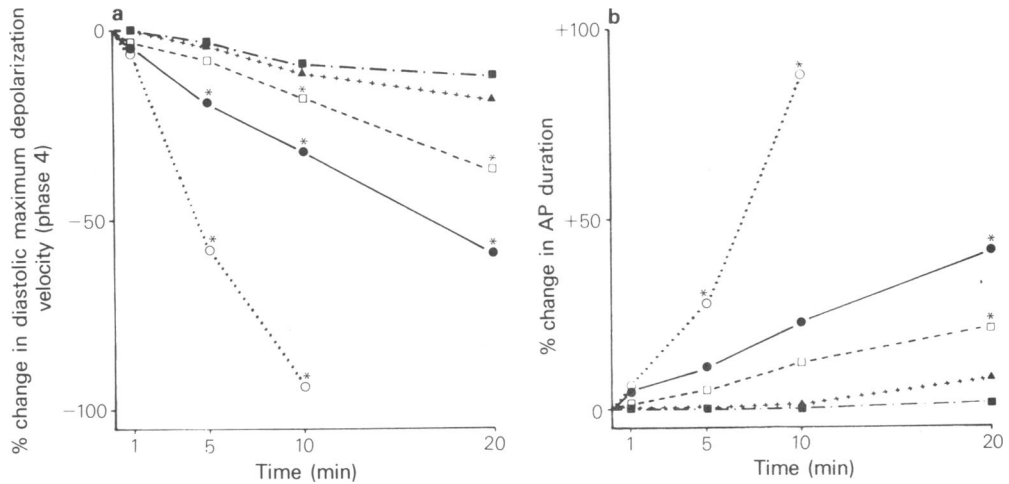 a
% change in diastolic maximum depolarization
velocity (phase 4)
0
−50
−100
1 5 10 20
Time (min)
b
% change in AP duration
+100
+50
0
1 5 10 20
Time (min)